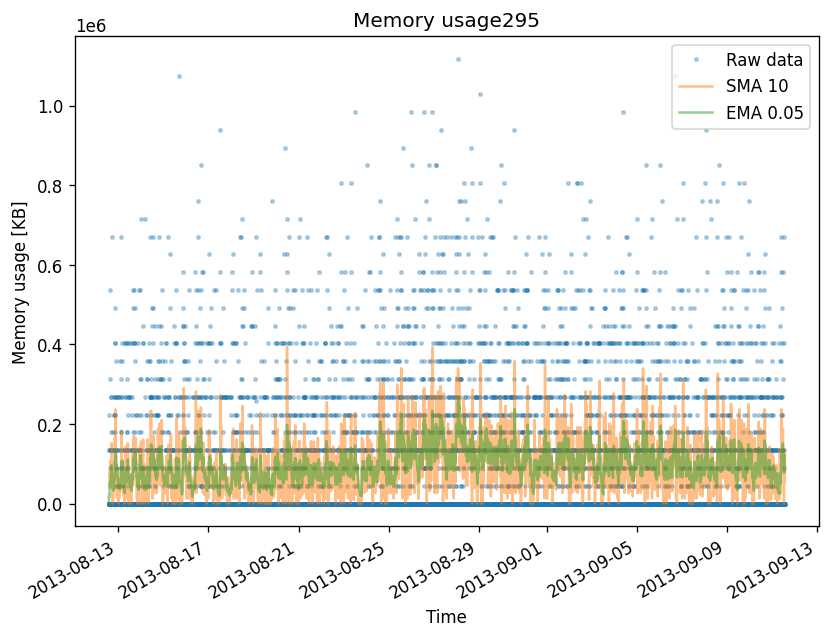 Memory usage295
1e6
Raw data
SMA 10
EMA 0.05
Memory usage [KB]
1.0
0.8
0.6
0.4
0.2
0.0
2013-08-13
2013-08-17
2013-08-21
2013-08-25
2013-08-29
2013-09-01
2013-09-05
2013-09-09
2013-09-13
Time